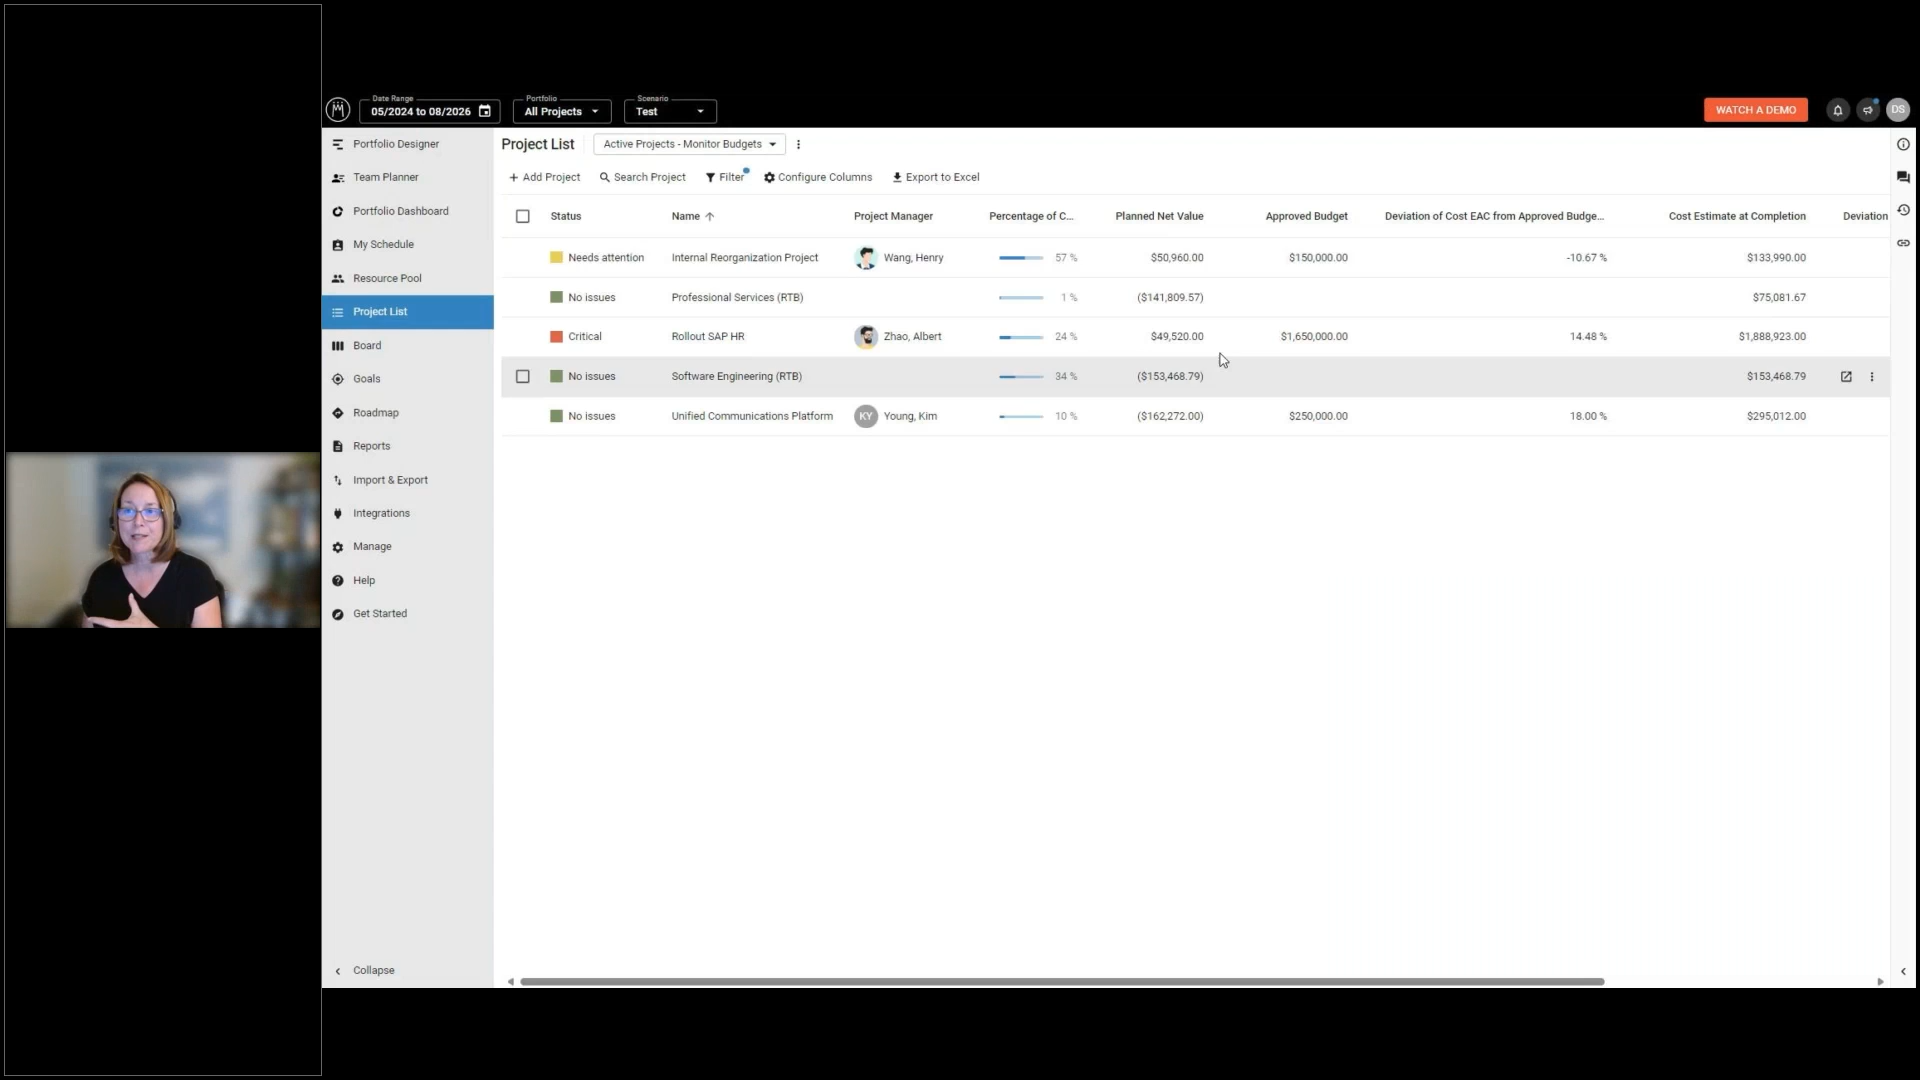 Date Range
05/2024 to 08/2026
Portfolio
All Projects
Scenario
Test
WATCH A DEMO
DS
Portfolio Designer
Team Planner
Portfolio Dashboard
My Schedule
Resource Pool
Project List
Board
Goals
Roadmap
Reports
Import & Export
Integrations
Manage
Help
Get Started
Collapse
Project List Active Projects - Monitor Budgets
+ Add Project Search Project Filter Configure Columns Export to Excel
Status Name Project Manager Percentage of C... Planned Net Value Approved Budget Deviation of Cost EAC from Approved Budge... Cost Estimate at Completion Deviation
Needs attention Internal Reorganization Project Wang, Henry 57 % $50,960.00 $150,000.00 -10.67 % $133,990.00
No issues Professional Services (RTB) 1 % ($141,809.57) $75,081.67
Critical Rollout SAP HR Zhao, Albert 24 % $49,520.00 $1,650,000.00 14.48 % $1,888,923.00
No issues Software Engineering (RTB) 34 % ($153,468.79) $153,468.79
No issues Unified Communications Platform KY Young, Kim 10 % ($162,272.00) $250,000.00 18.00 % $295,012.00